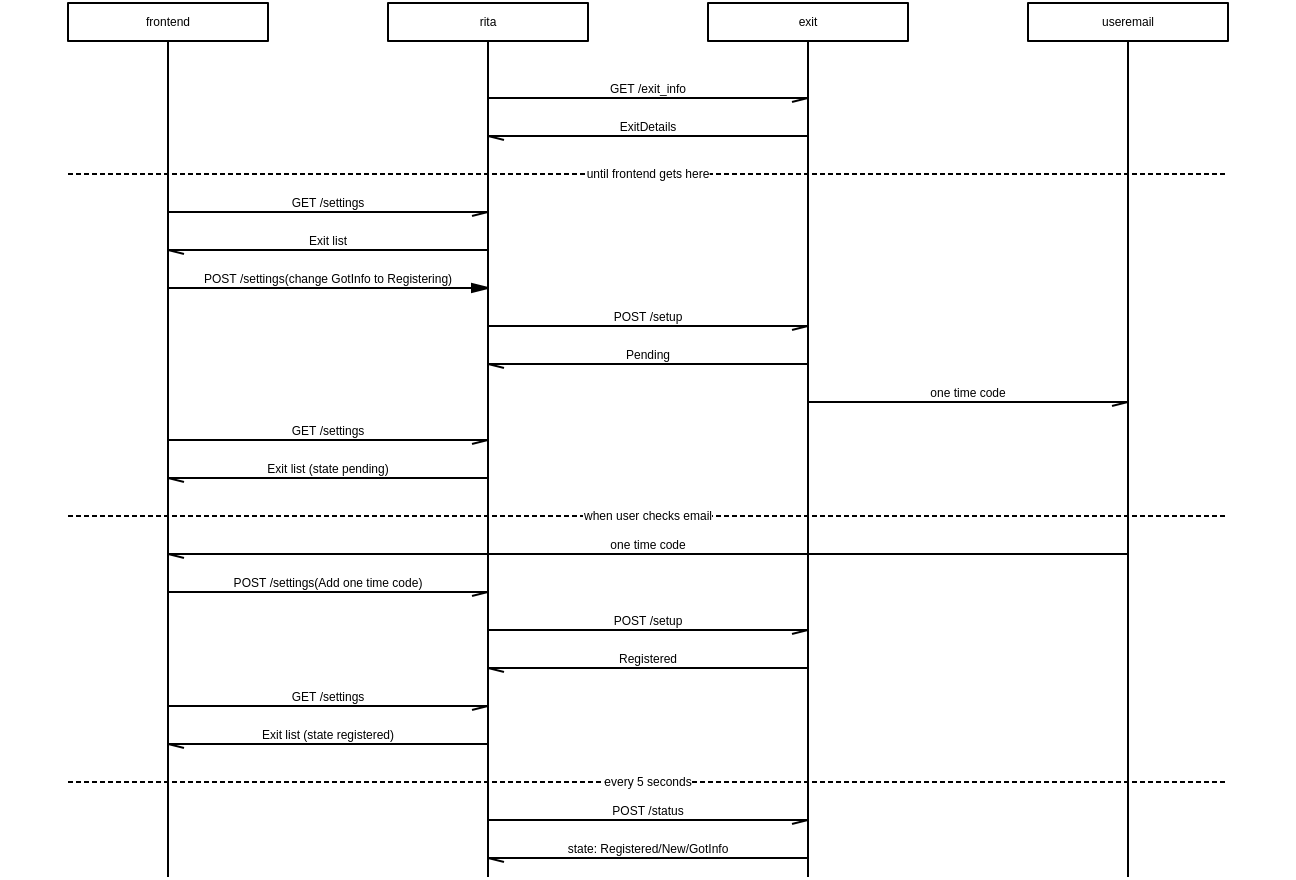 frontend
rita
exit
useremail
GET /exit_info
ExitDetails
until frontend gets here
GET /settings
Exit list
POST /settings(change GotInfo to Registering)
POST /setup
Pending
one time code
GET /settings
Exit list (state pending)
when user checks email
one time code
POST /settings(Add one time code)
POST /setup
Registered
GET /settings
Exit list (state registered)
every 5 seconds
POST /status
state: Registered/New/GotInfo